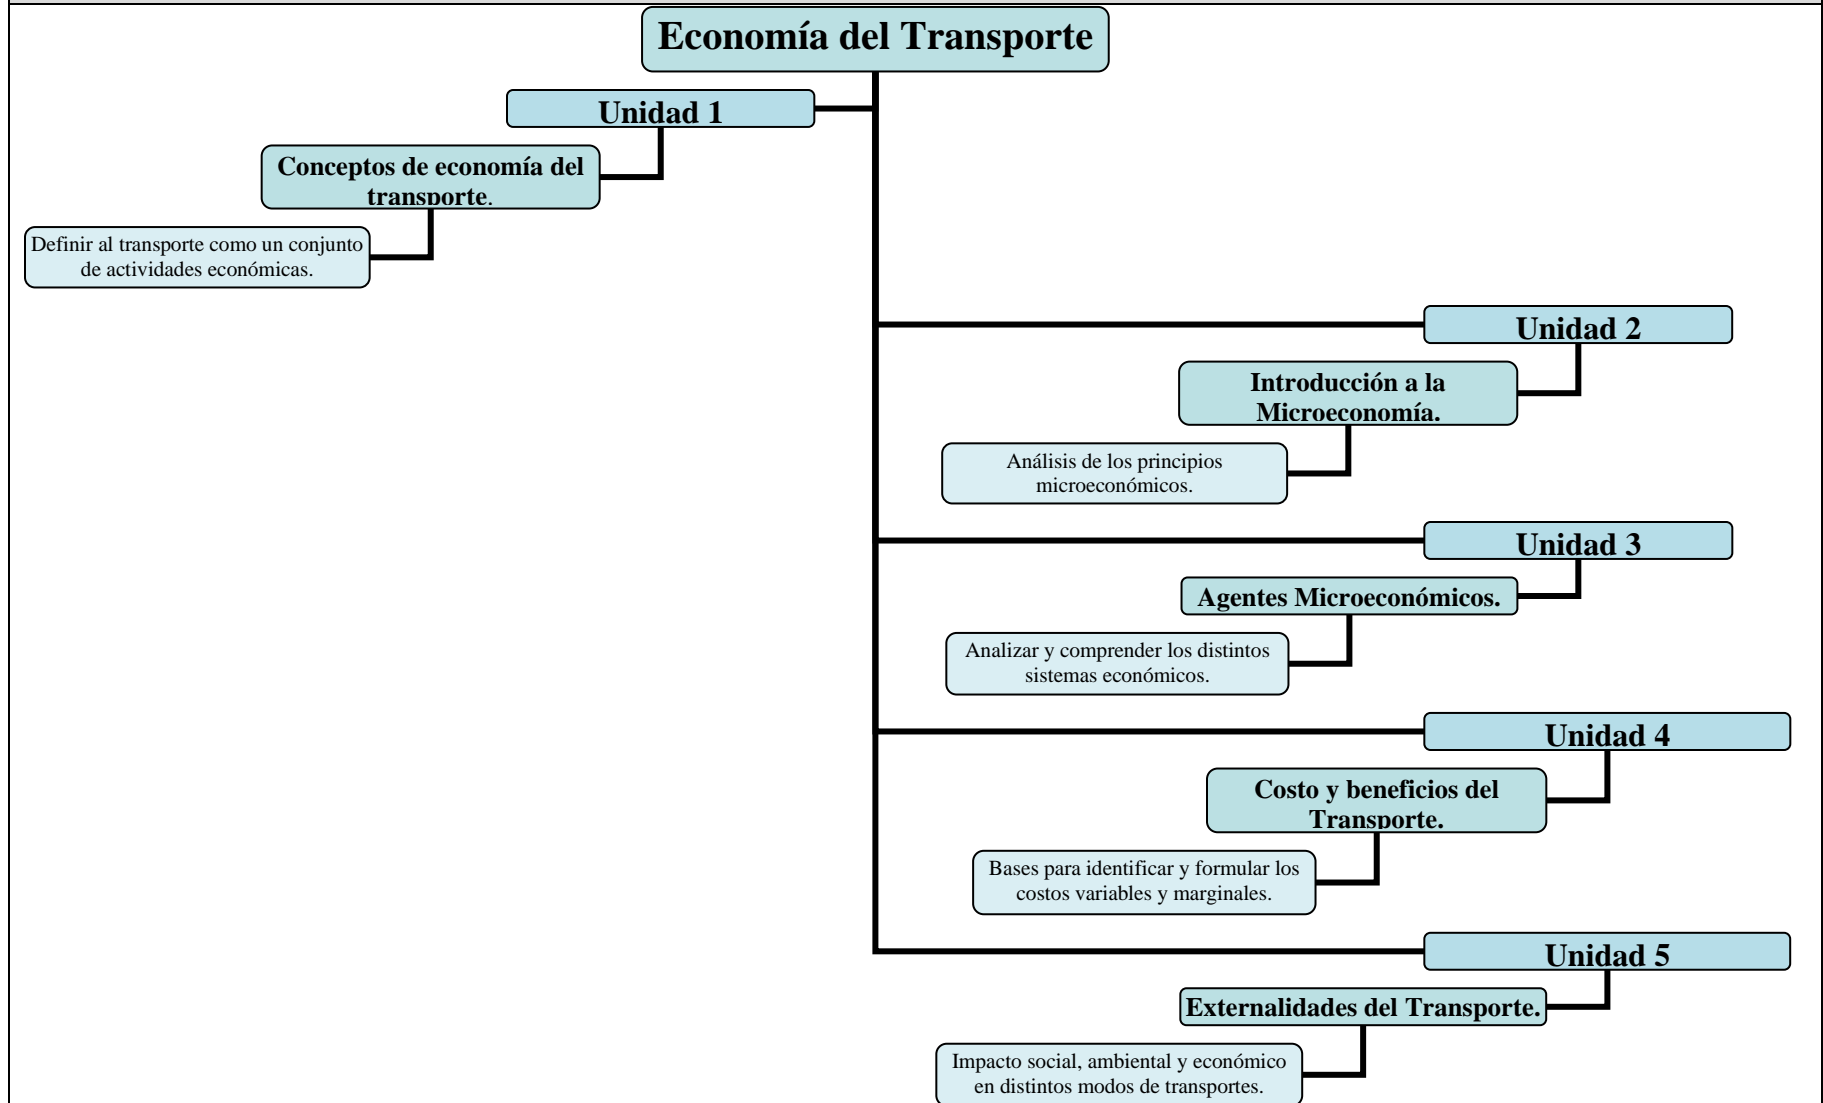 Economía del Transporte
Unidad 1
Conceptos de economía del
transporte.
Definir al transporte como un conjunto
de actividades económicas.
Unidad 2
Introducción a la
Microeconomía.
Análisis de los principios
microeconómicos.
Unidad 3
Agentes Microeconómicos.
Analizar y comprender los distintos
sistemas económicos.
Unidad 4
Costo y beneficios del
Transporte.
Bases para identificar y formular los
costos variables y marginales.
Unidad 5
Externalidades del Transporte.
Impacto social, ambiental y económico
en distintos modos de transportes.